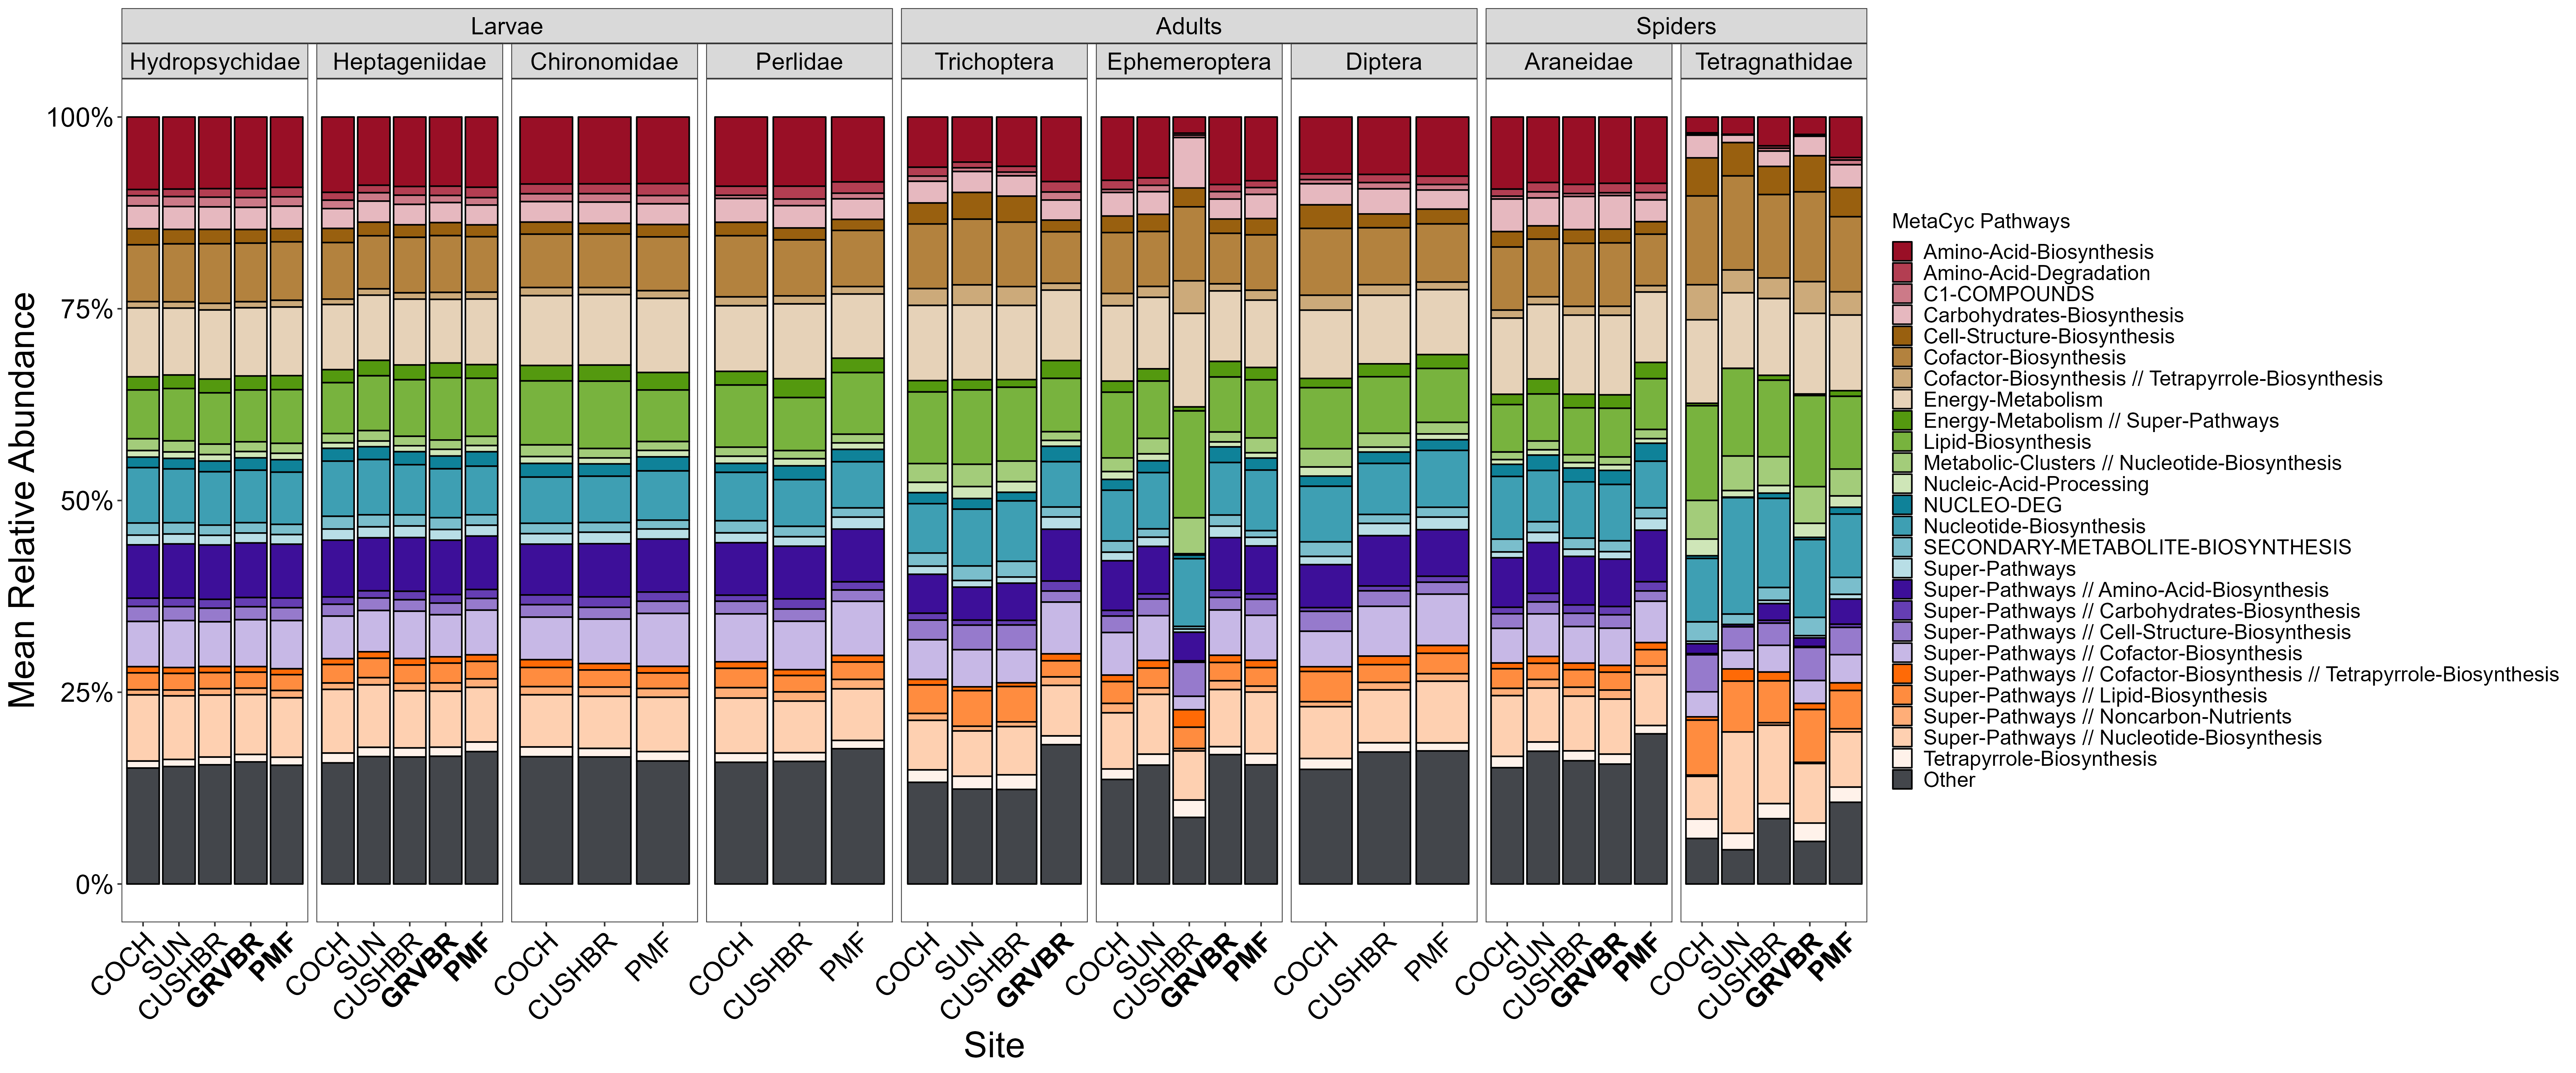 Larvae
Adults
Spiders
Hydropsychidae
Heptageniidae
Chironomidae
Perlidae
Trichoptera
Ephemeroptera
Diptera
Araneidae
Tetragnathidae
Mean Relative Abundance
100%
75%
50%
25%
0%
COCH
SUN
CUSHBR
GRVBR
PMF
COCH
SUN
CUSHBR
GRVBR
PMF
COCH
CUSHBR
PMF
COCH
CUSHBR
PMF
COCH
SUN
CUSHBR
GRVBR
COCH
SUN
CUSHBR
GRVBR
PMF
COCH
CUSHBR
PMF
COCH
SUN
CUSHBR
GRVBR
PMF
COCH
SUN
CUSHBR
GRVBR
PMF
Site
MetaCyc Pathways
Amino-Acid-Biosynthesis
Amino-Acid-Degradation
C1-COMPOUNDS
Carbohydrates-Biosynthesis
Cell-Structure-Biosynthesis
Cofactor-Biosynthesis
Cofactor-Biosynthesis // Tetrapyrrole-Biosynthesis
Energy-Metabolism
Energy-Metabolism // Super-Pathways
Lipid-Biosynthesis
Metabolic-Clusters // Nucleotide-Biosynthesis
Nucleic-Acid-Processing
NUCLEO-DEG
Nucleotide-Biosynthesis
SECONDARY-METABOLITE-BIOSYNTHESIS
Super-Pathways
Super-Pathways // Amino-Acid-Biosynthesis
Super-Pathways // Carbohydrates-Biosynthesis
Super-Pathways // Cell-Structure-Biosynthesis
Super-Pathways // Cofactor-Biosynthesis
Super-Pathways // Cofactor-Biosynthesis // Tetrapyrrole-Biosynthesis
Super-Pathways // Lipid-Biosynthesis
Super-Pathways // Noncarbon-Nutrients
Super-Pathways // Nucleotide-Biosynthesis
Tetrapyrrole-Biosynthesis
Other